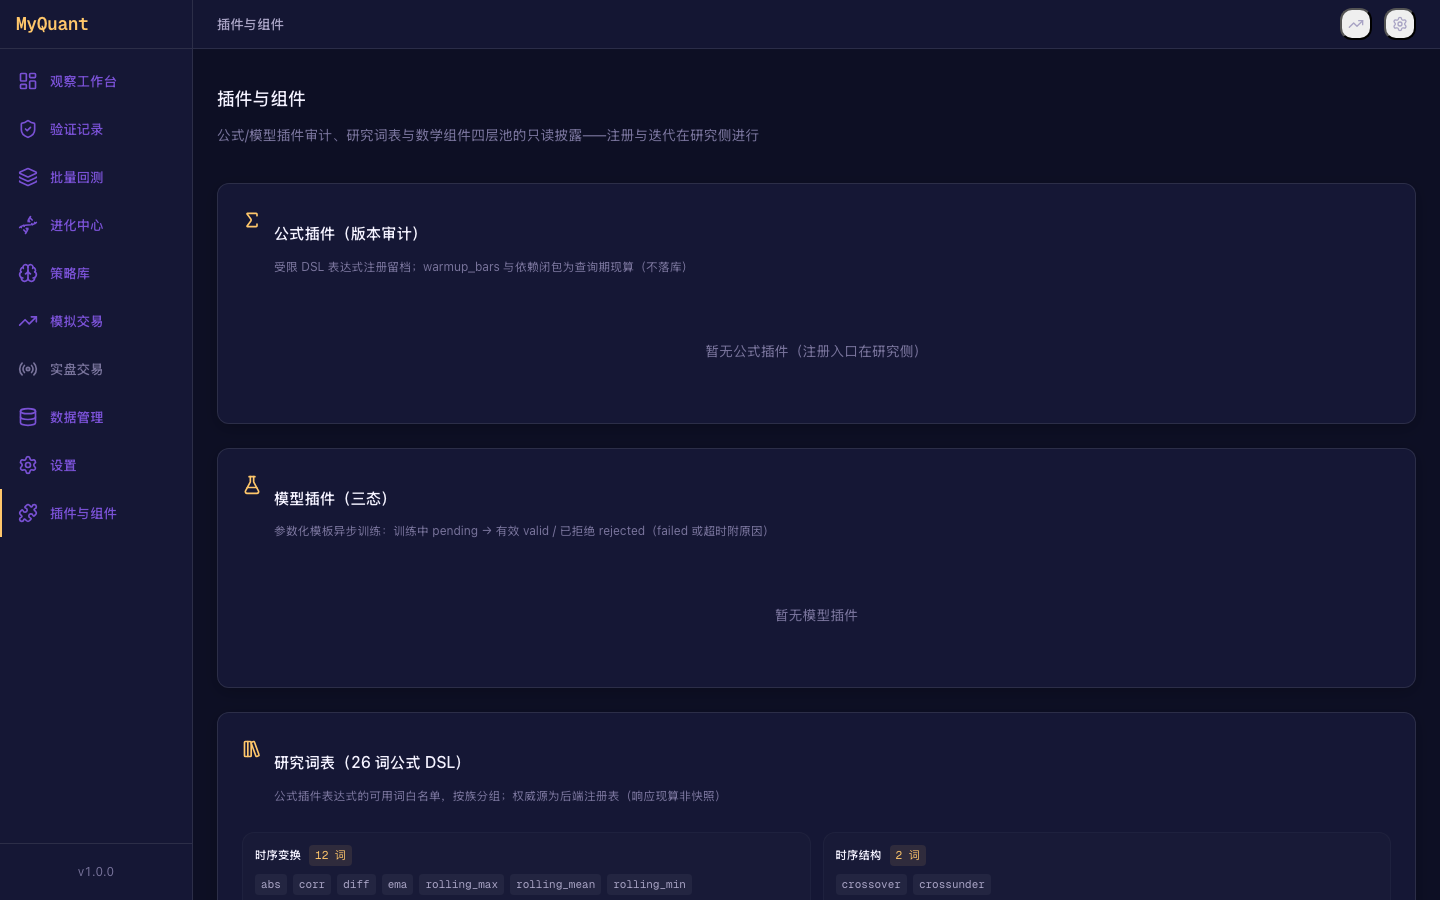 MyQuant
插件与组件
观察工作台
验证记录
批量回测
进化中心
策略库
模拟交易
实盘交易
数据管理
设置
插件与组件
v1.0.0
插件与组件
公式/模型插件审计、研究词表与数学组件四层池的只读披露——注册与迭代在研究侧进行
公式插件（版本审计）
受限 DSL 表达式注册留档；warmup_bars 与依赖闭包为查询期现算（不落库）
暂无公式插件（注册入口在研究侧）
模型插件（三态）
参数化模板异步训练：训练中 pending → 有效 valid / 已拒绝 rejected（failed 或超时附原因）
暂无模型插件
研究词表（26 词公式 DSL）
公式插件表达式的可用词白名单，按族分组；权威源为后端注册表（响应现算非快照）
时序变换 12 词
abs corr diff ema rolling_max rolling_mean rolling_min
时序结构 2 词
crossover crossunder